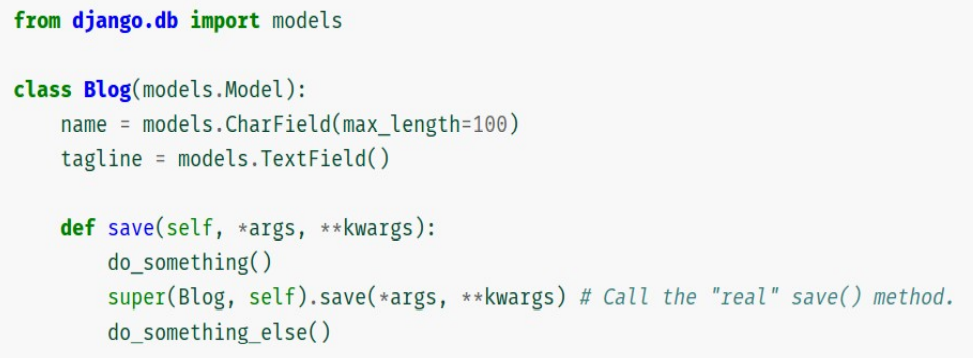 from django.db import models
class Blog(models.Model):
    name = models.CharField(max_length=100)
    tagline = models.TextField()
    def save(self, *args, **kwargs):
        do_something()
        super(Blog, self).save(*args, **kwargs) # Call the "real" save() method.
        do_something_else()